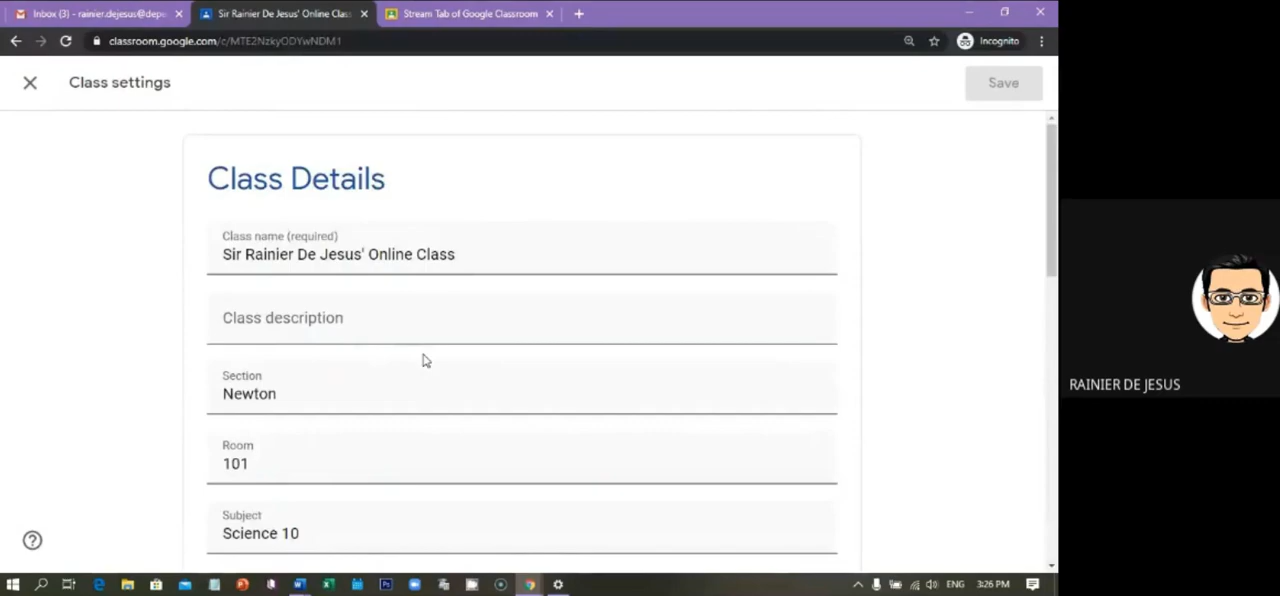 Inbox (3) - rainier.dejesus@depe
Sir Rainier De Jesus' Online Clas
Stream Tab of Google Classroom
classroom.google.com/c/MTE2NzkyODYwNDM1
Incognito
Class settings
Save
Class Details
Class name (required)
Sir Rainier De Jesus' Online Class
Class description
Section
Newton
Room
101
Subject
Science 10
RAINIER DE JESUS
ENG
3:26 PM